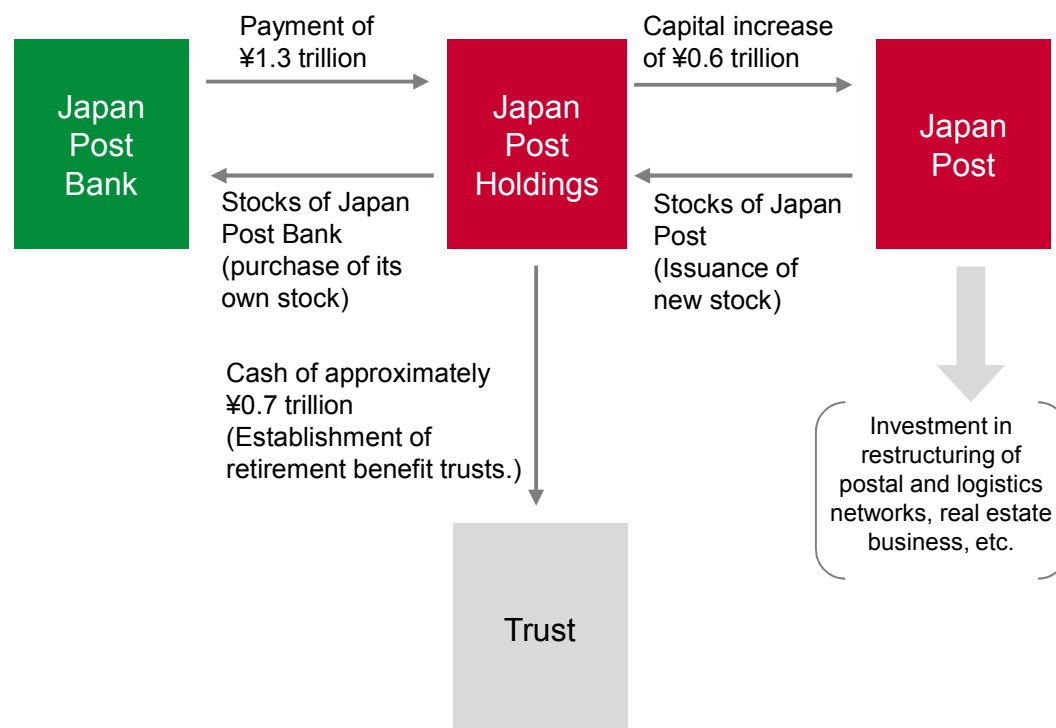 Payment of
¥1.3 trillion
Capital increase
of ¥0.6 trillion
Japan
Post
Bank
Japan
Post
Holdings
Japan
Post
Stocks of Japan
Post Bank
(purchase of its
own stock)
Stocks of Japan
Post
(Issuance of
new stock)
Cash of approximately
¥0.7 trillion
(Establishment of
retirement benefit trusts.)
Investment in
restructuring of
postal and logistics
networks, real estate
business, etc.
Trust